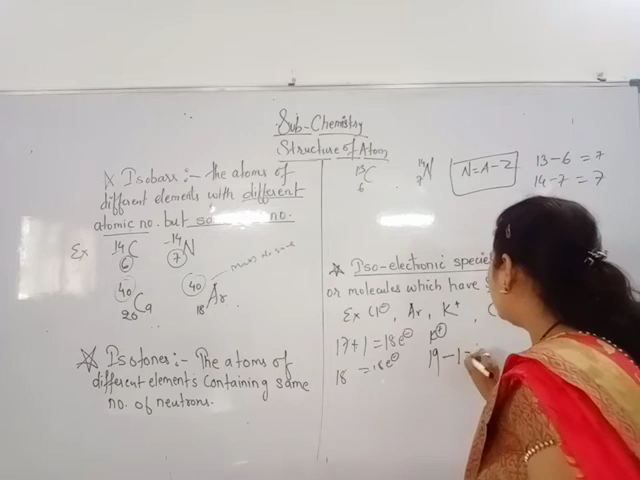 Sub-Chemistry
Structure of Atom
X Isobars :- The atoms of
different elements with different
atomic no. but sa no.
Ex 14C 6 14N 7
40Ca 20 40Ar 18 mass no same
Isotones :- The atoms of
different elements containing same
no. of neutrons.
13C 6 14N 7 N=A-Z 13-6=7
14-7=7
Iso-electronic species
or molecules which have
Ex Cl⊖, Ar, K+, C
17+1=18e⊖ K⊕
18 =18e⊖ 19-1=